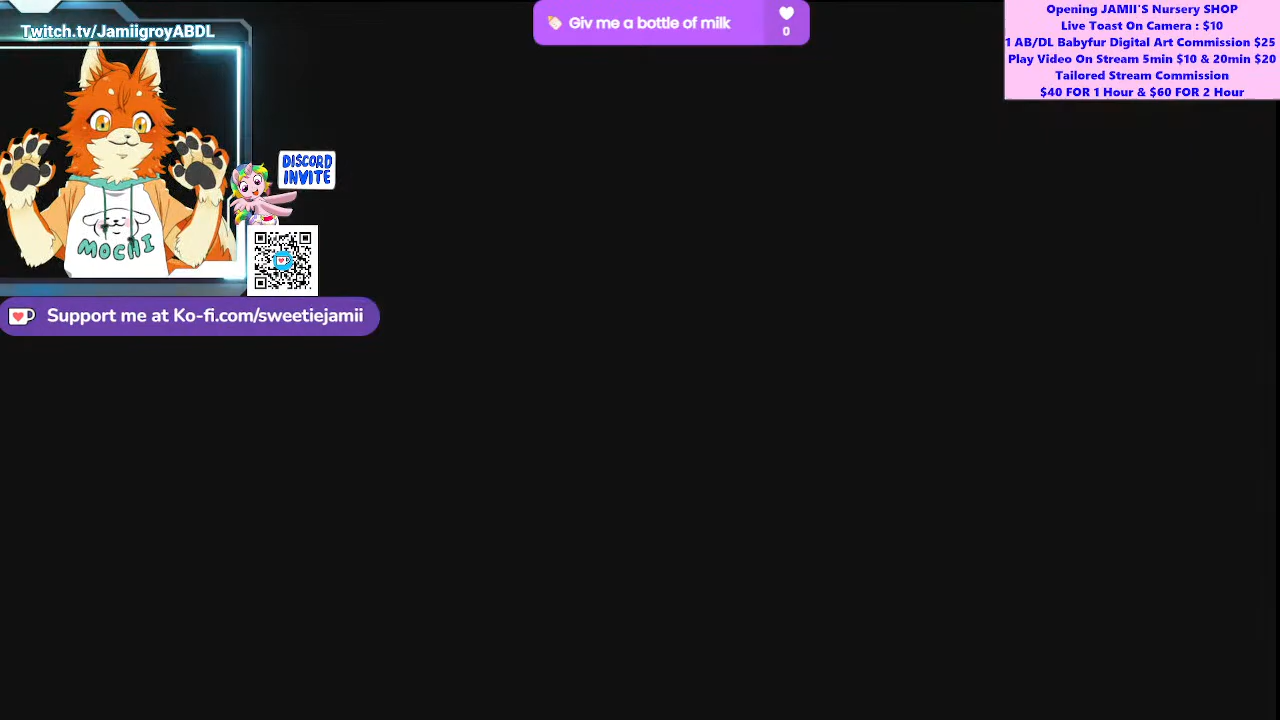 Twitch.tv/JamiigroyABDL
MOCHI
DISCORD
INVITE
Support me at Ko-fi.com/sweetiejamii
Giv me a bottle of milk
0
Opening JAMII'S Nursery SHOP
Live Toast On Camera : $10
1 AB/DL Babyfur Digital Art Commission $25
Play Video On Stream 5min $10 & 20min $20
Tailored Stream Commission
$40 FOR 1 Hour & $60 FOR 2 Hour